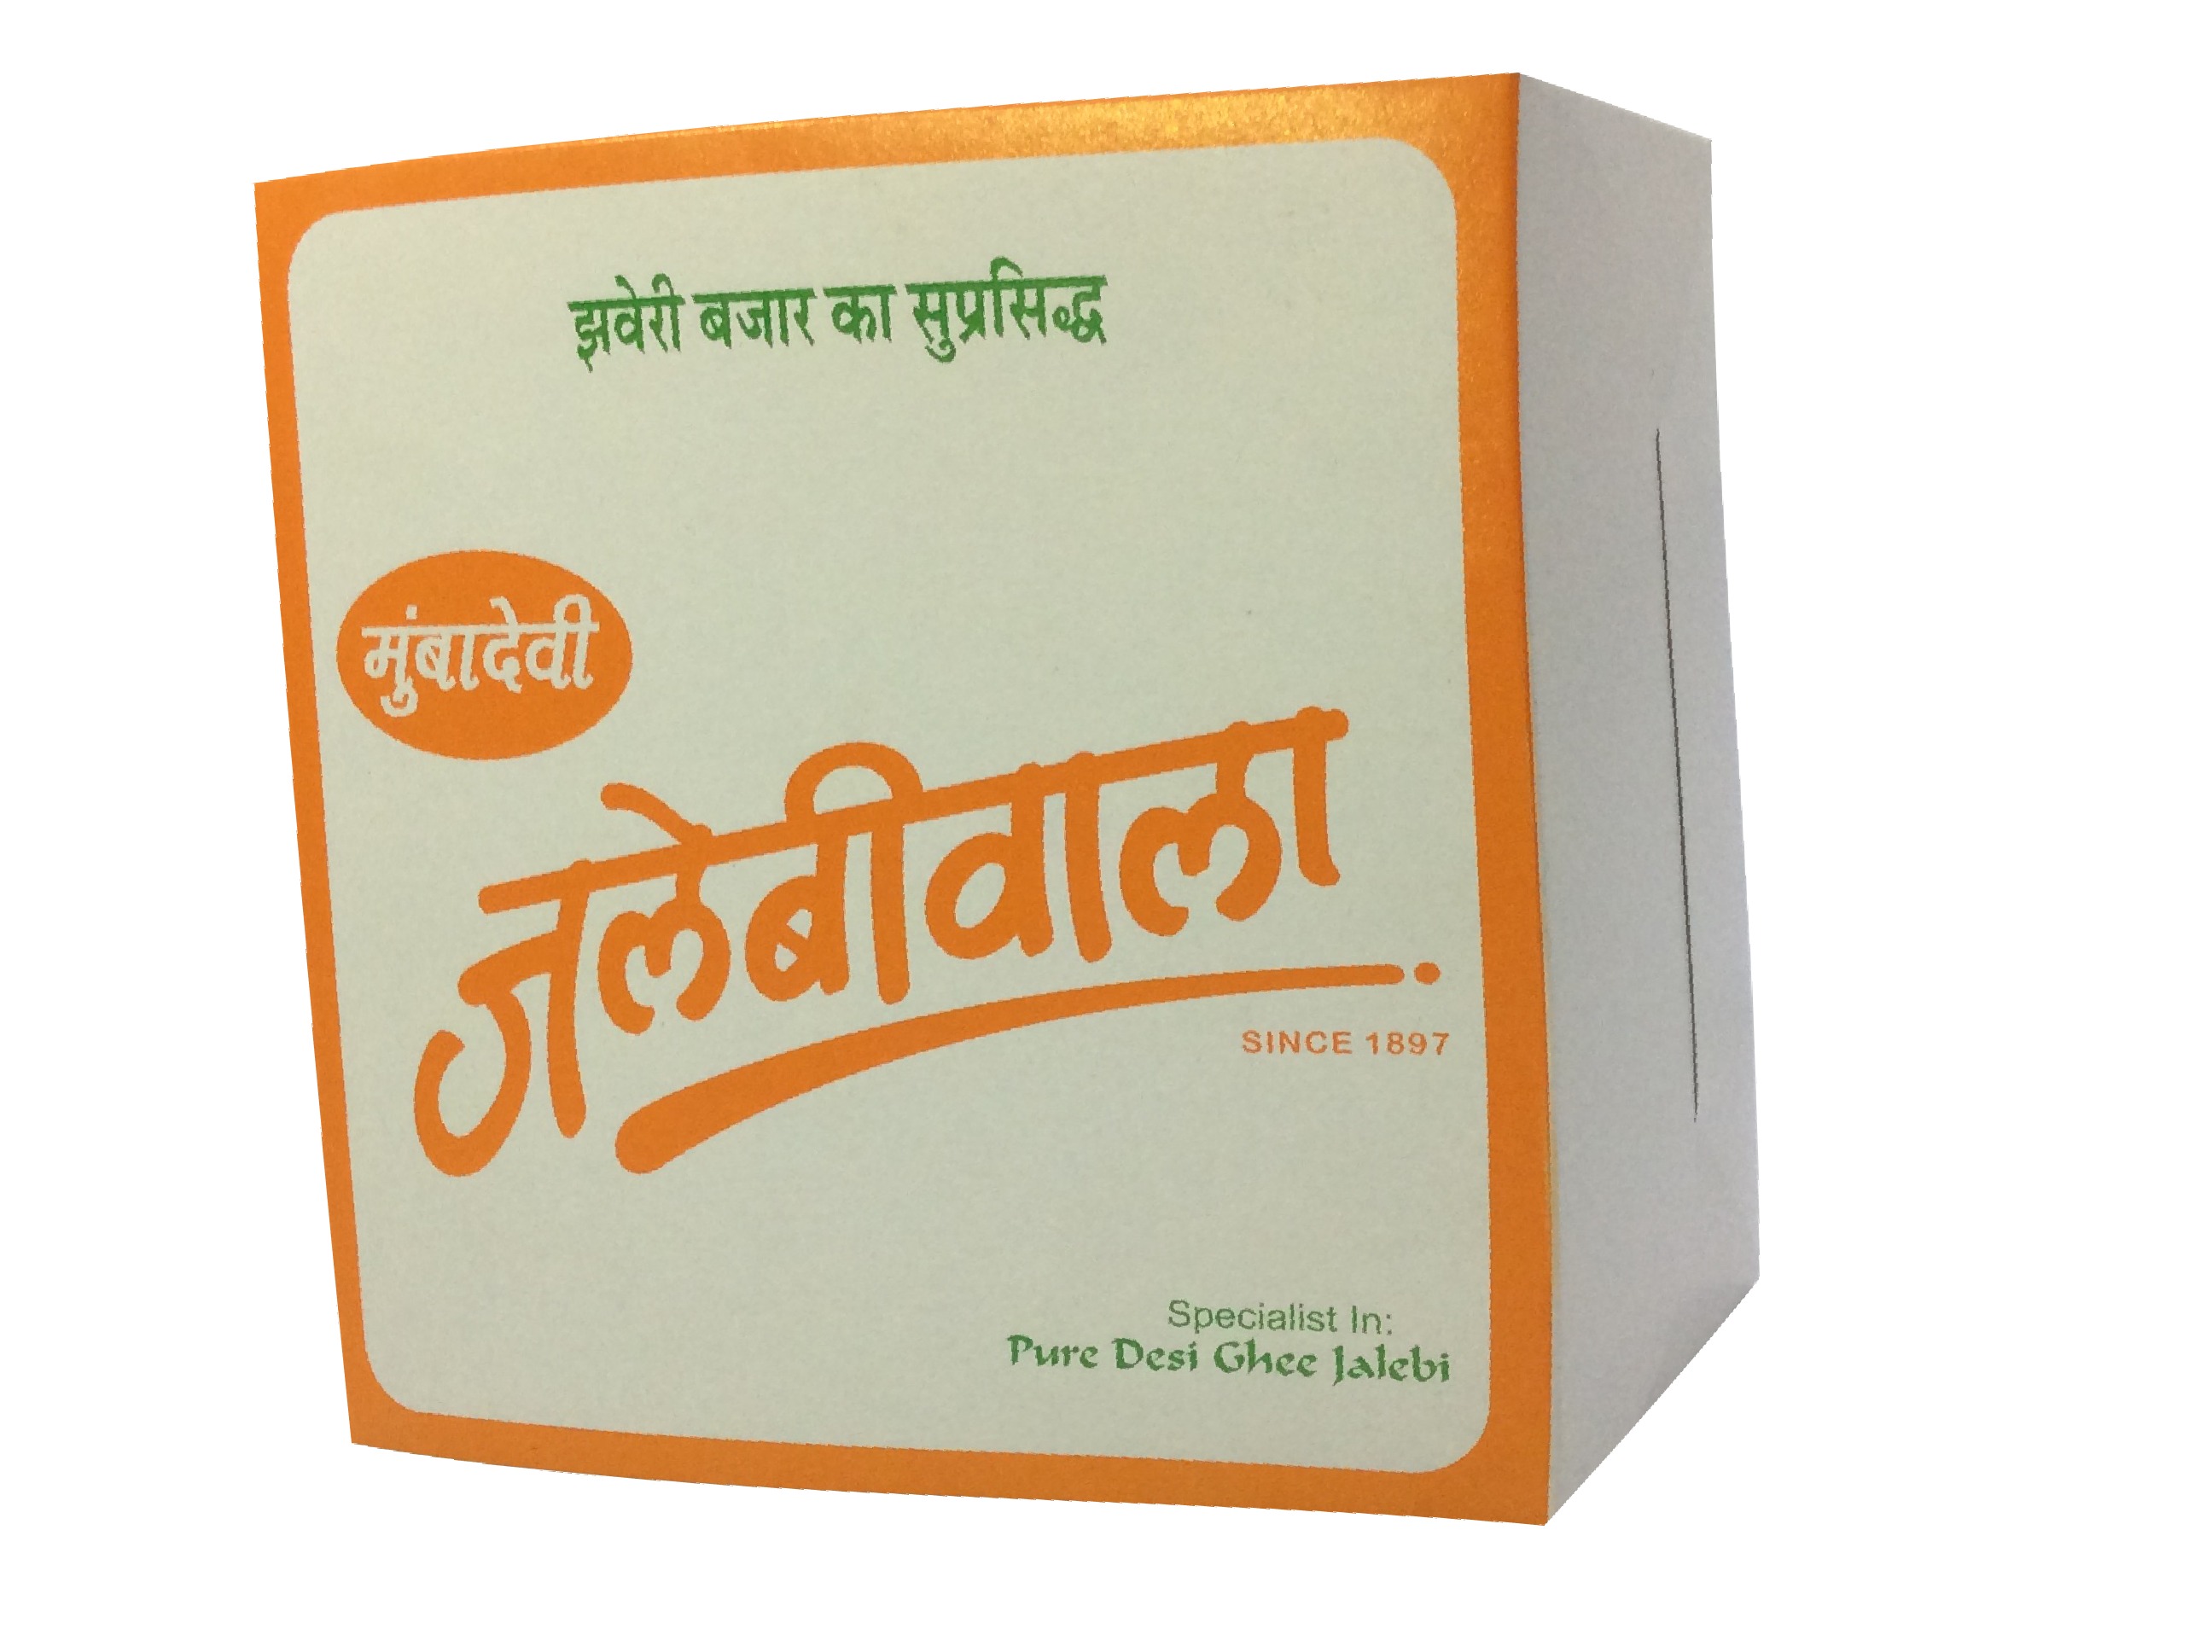 झवेरी बजार का सुप्रसिद्ध
मुंबादेवी
जलेबीवाला
SINCE 1897
Specialist In:
Pure Desi Ghee Jalebi